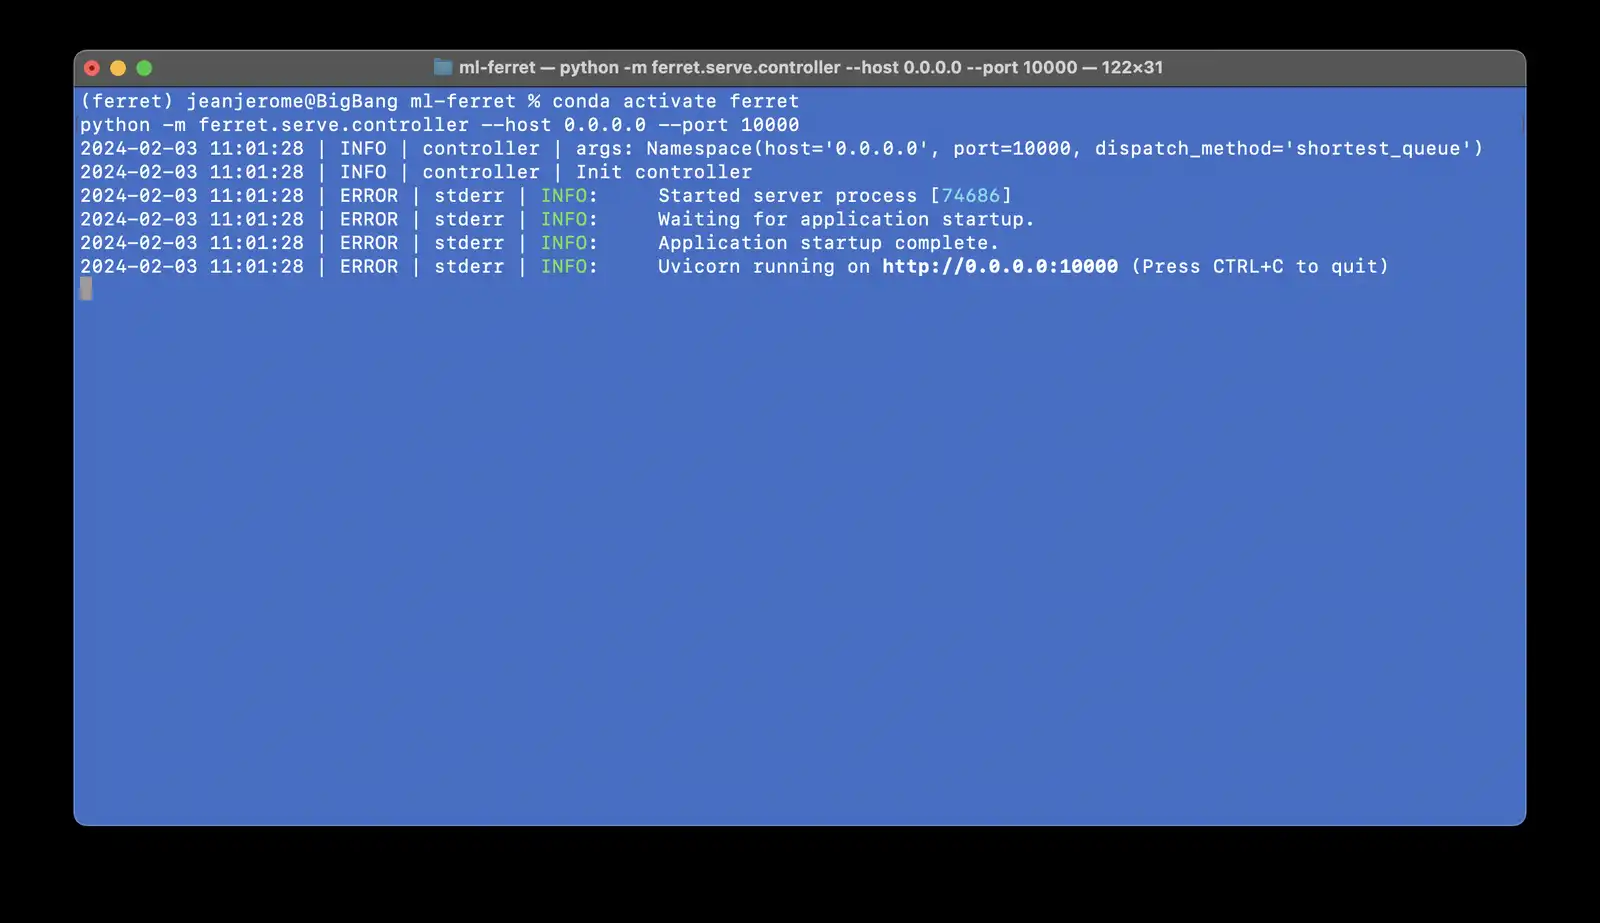 ml-ferret — python -m ferret.serve.controller --host 0.0.0.0 --port 10000 — 122×31
(ferret) jeanjerome@BigBang ml-ferret % conda activate ferret
python -m ferret.serve.controller --host 0.0.0.0 --port 10000
2024-02-03 11:01:28 | INFO | controller | args: Namespace(host='0.0.0.0', port=10000, dispatch_method='shortest_queue')
2024-02-03 11:01:28 | INFO | controller | Init controller
2024-02-03 11:01:28 | ERROR | stderr | INFO:     Started server process [74686]
2024-02-03 11:01:28 | ERROR | stderr | INFO:     Waiting for application startup.
2024-02-03 11:01:28 | ERROR | stderr | INFO:     Application startup complete.
2024-02-03 11:01:28 | ERROR | stderr | INFO:     Uvicorn running on http://0.0.0.0:10000 (Press CTRL+C to quit)